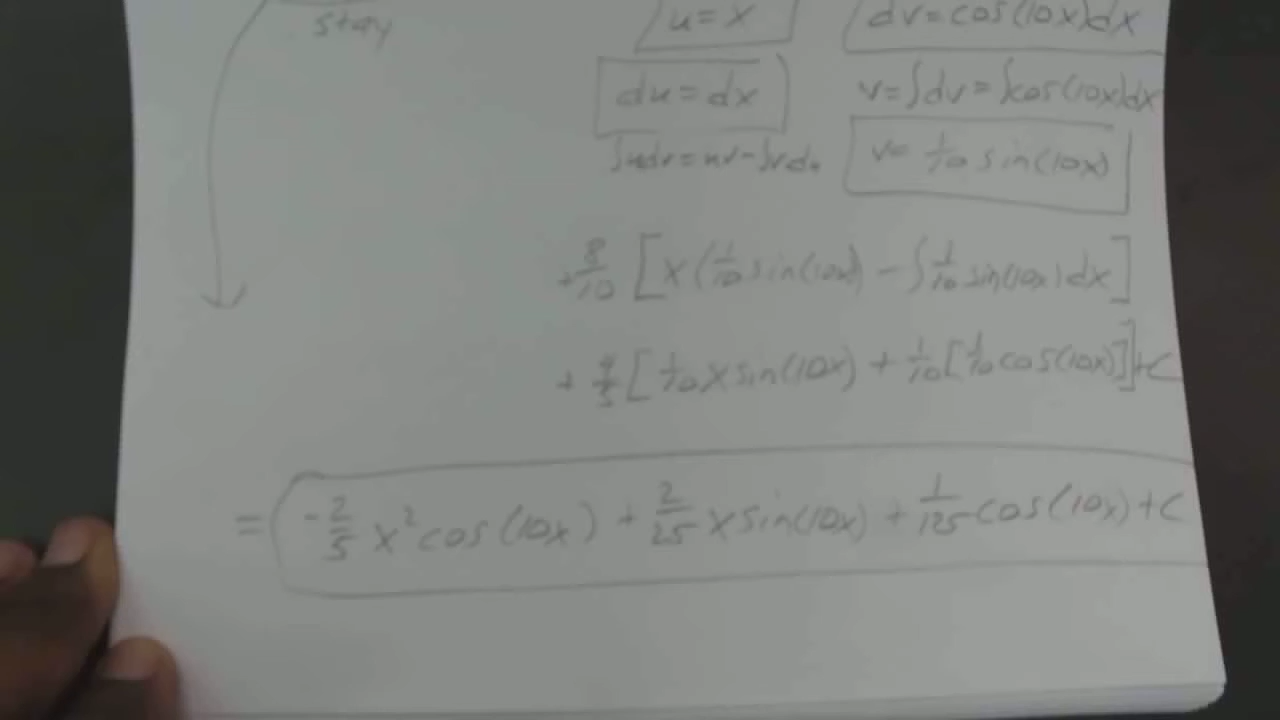 stay
u = x
dv = cos(10x)dx
du = dx
v = ∫dv = ∫cos(10x)dx
∫udv = uv - ∫vdu
v = 1/10 sin(10x)
+ 8/10 [x(1/10 sin(10x) - ∫1/10 sin(10x)dx]
+ 4/5 [1/10 x sin(10x) + 1/10[1/10 cos(10x)]] + C
= -2/5 x² cos(10x) + 2/25 x sin(10x) + 1/125 cos(10x) + C